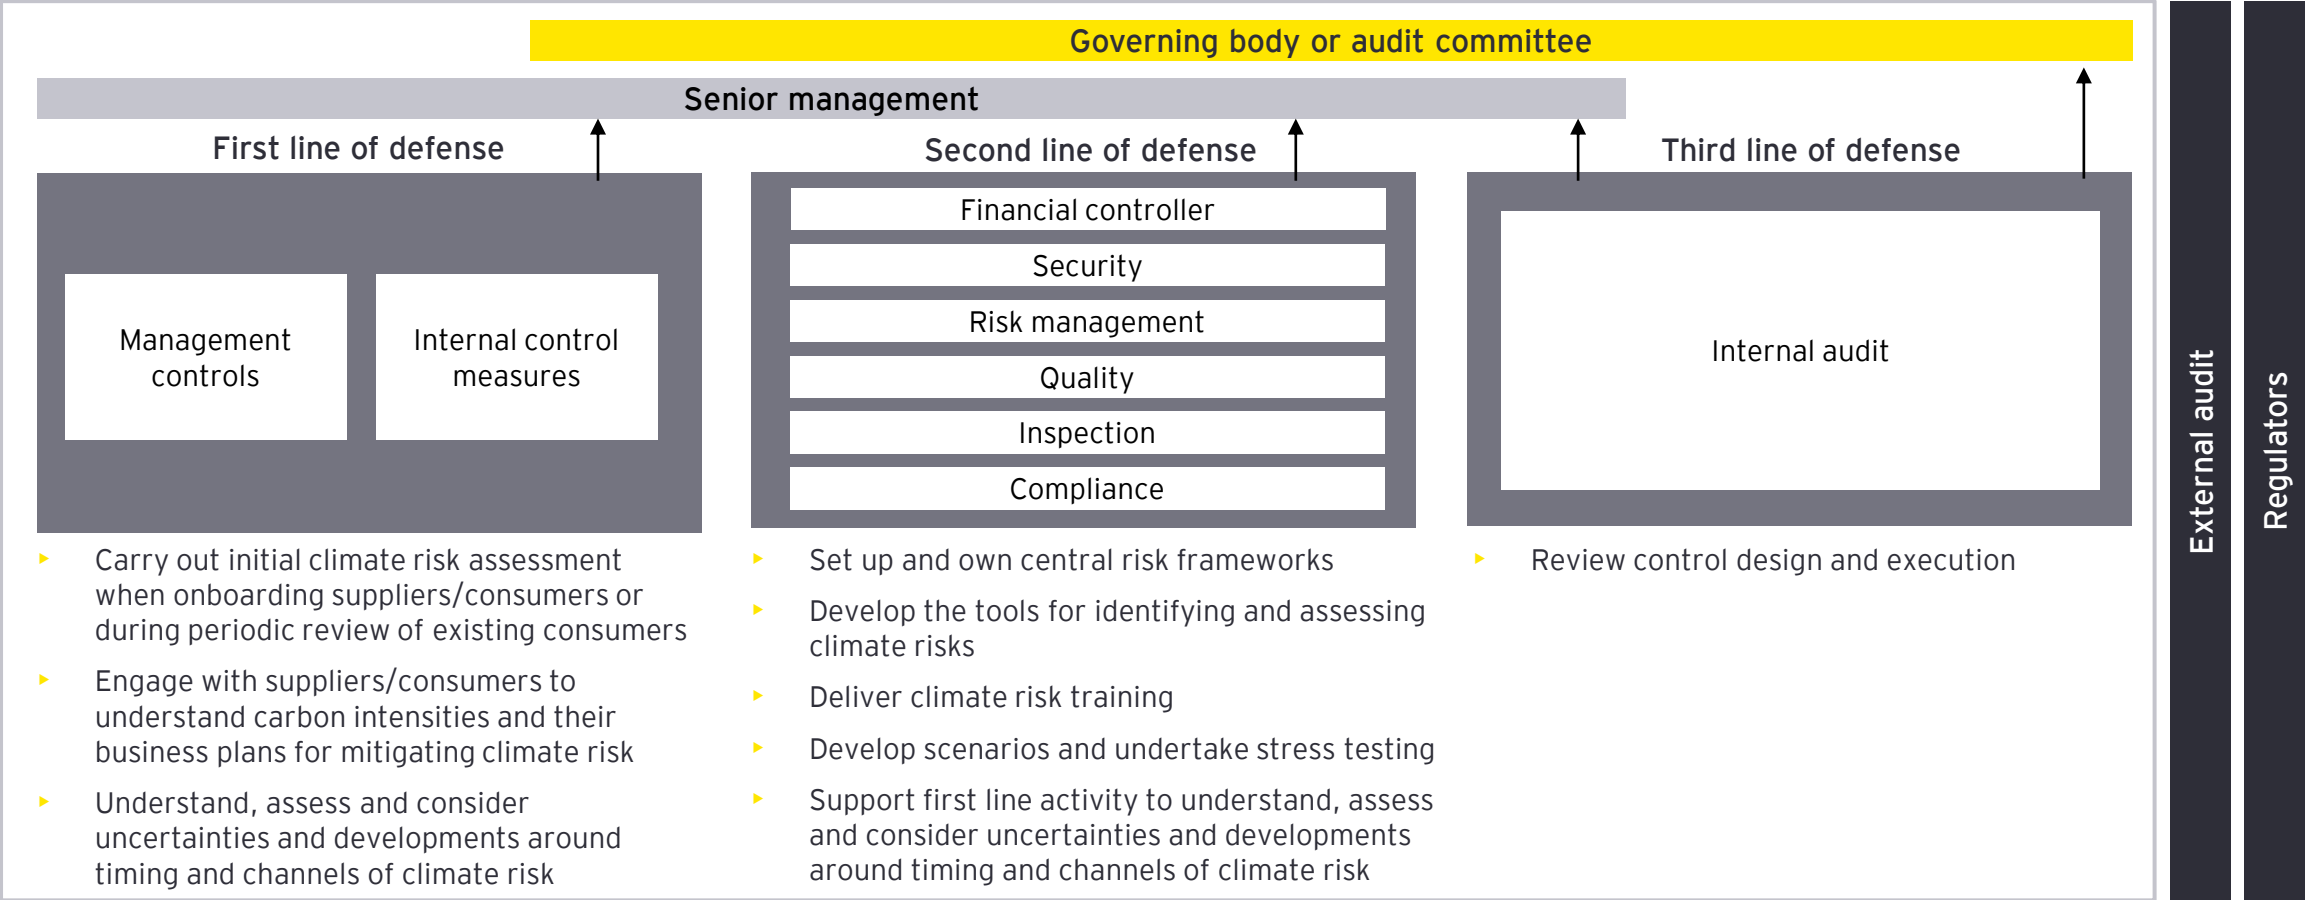 Governing body or audit committee
Senior management
First line of defense
Management
controls
Internal control
measures
Carry out initial climate risk assessment
when onboarding suppliers/consumers or
during periodic review of existing consumers
Engage with suppliers/consumers to
understand carbon intensities and their
business plans for mitigating climate risk
Understand, assess and consider
uncertainties and developments around
timing and channels of climate risk
Second line of defense
Financial controller
Security
Risk management
Quality
Inspection
Compliance
Set up and own central risk frameworks
Develop the tools for identifying and assessing
climate risks
Deliver climate risk training
Develop scenarios and undertake stress testing
Support first line activity to understand, assess
and consider uncertainties and developments
around timing and channels of climate risk
Third line of defense
Internal audit
Review control design and execution
External audit
Regulators